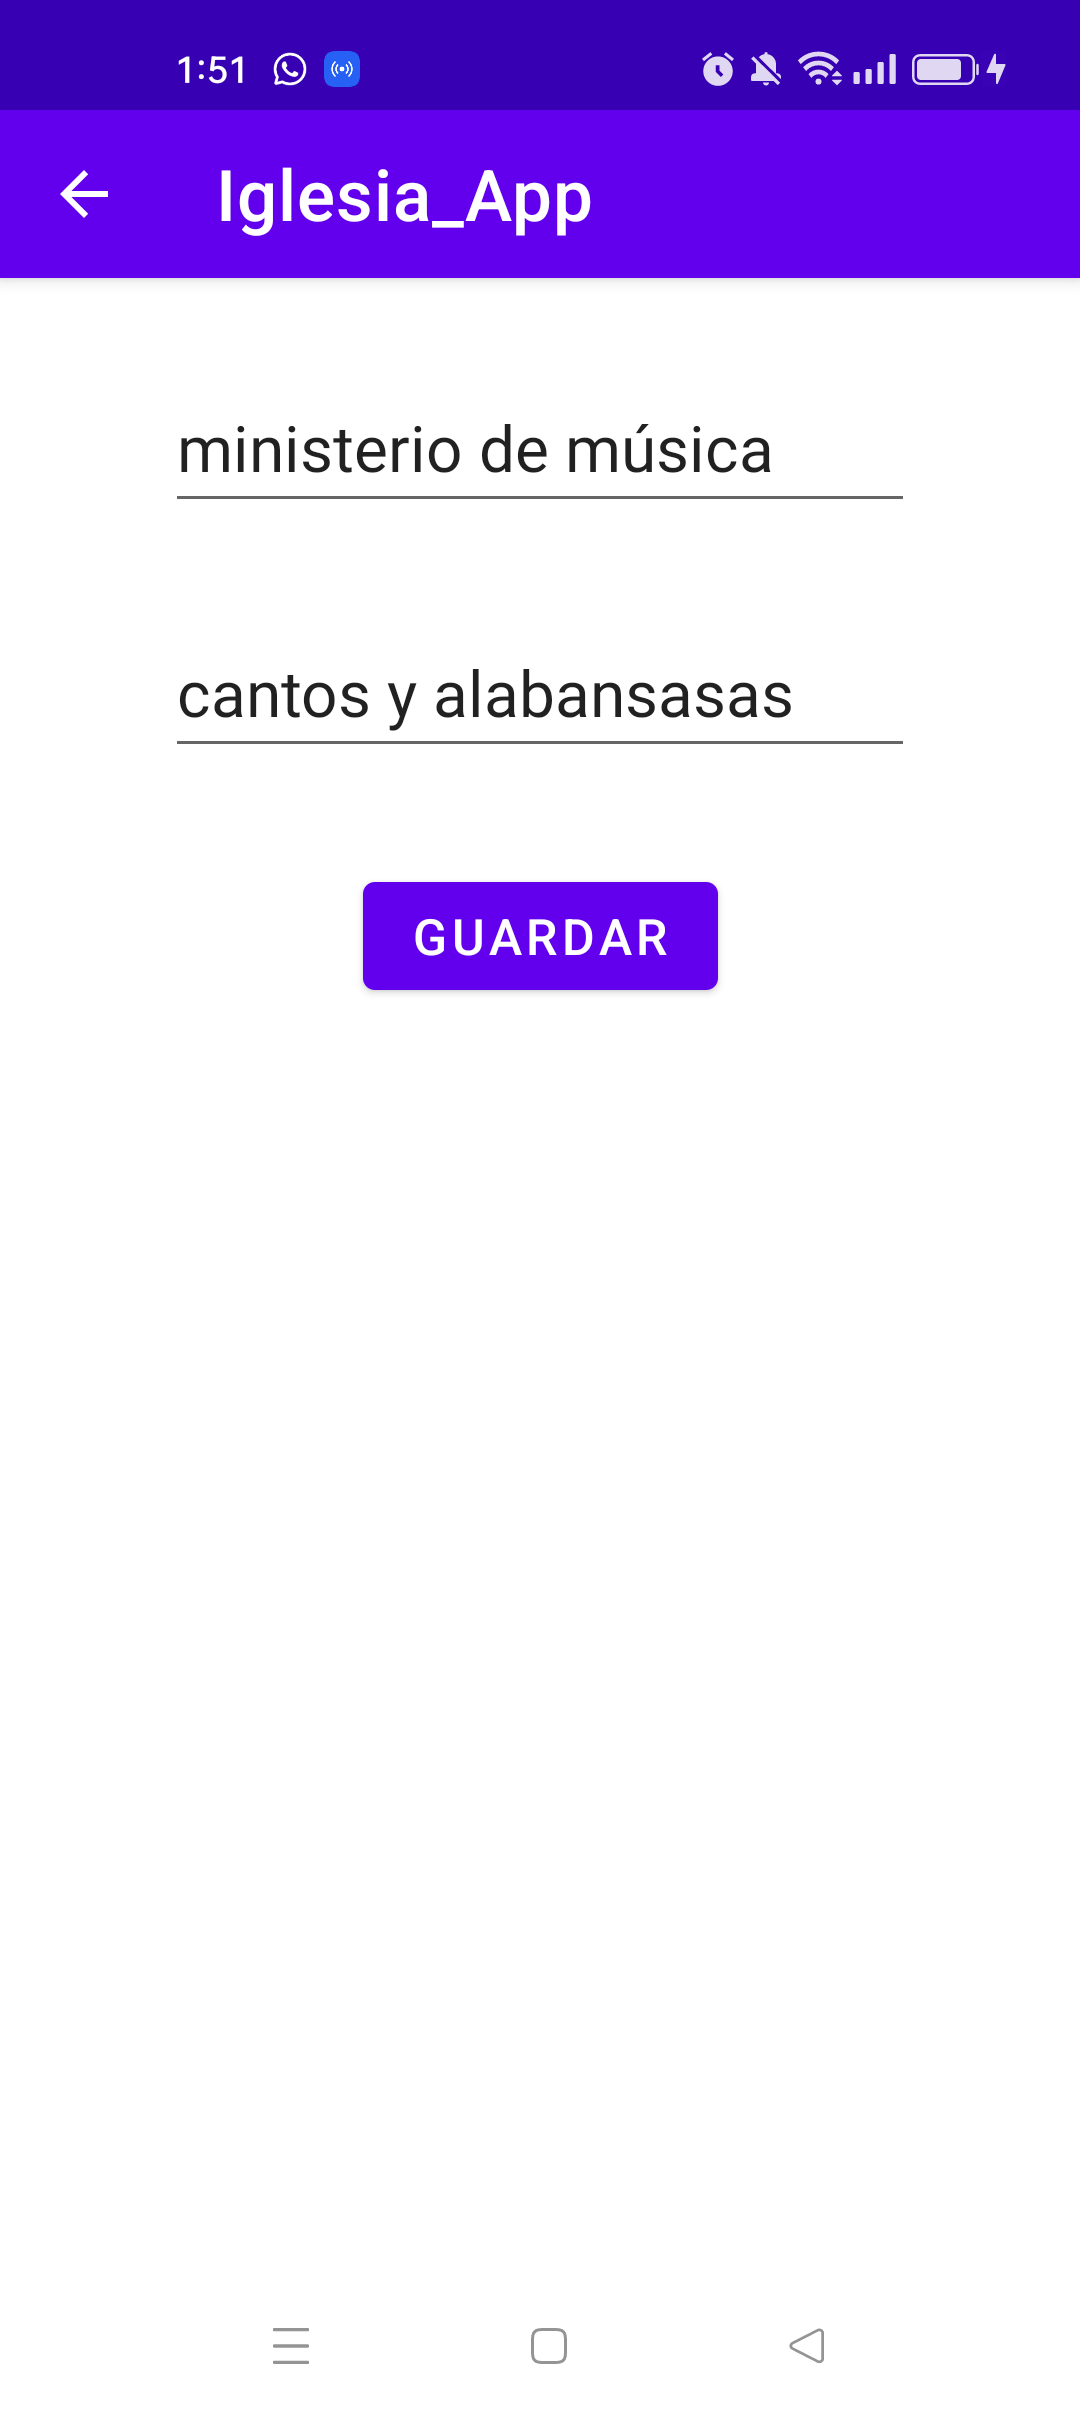 1:51
Iglesia_App
ministerio de música
cantos y alabansasas
GUARDAR